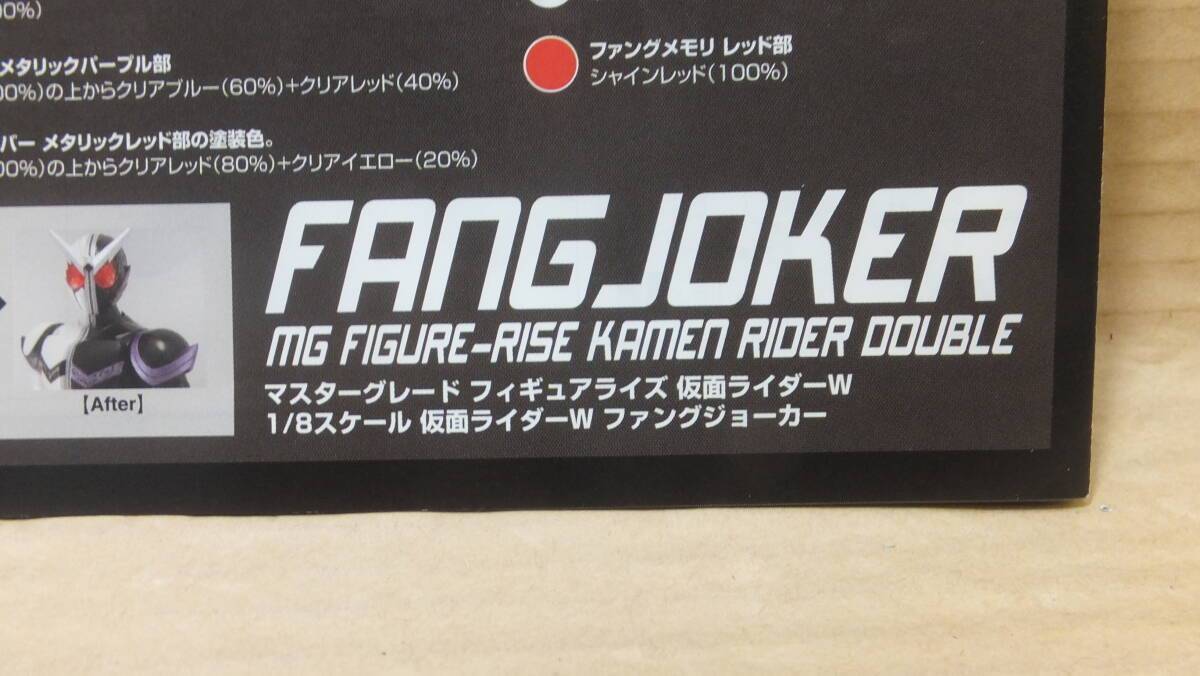 00%)
メタリックパープル部
00%)の上からクリアブルー(60%)+クリアレッド(40%)
バー メタリックレッド部の塗装色。
00%)の上からクリアレッド(80%)+クリアイエロー(20%)
ファングメモリ レッド部
シャインレッド(100%)
【After】
FANG JOKER
MG FIGURE-RISE KAMEN RIDER DOUBLE
マスターグレード フィギュアライズ 仮面ライダーW
1/8スケール 仮面ライダーW ファングジョーカー